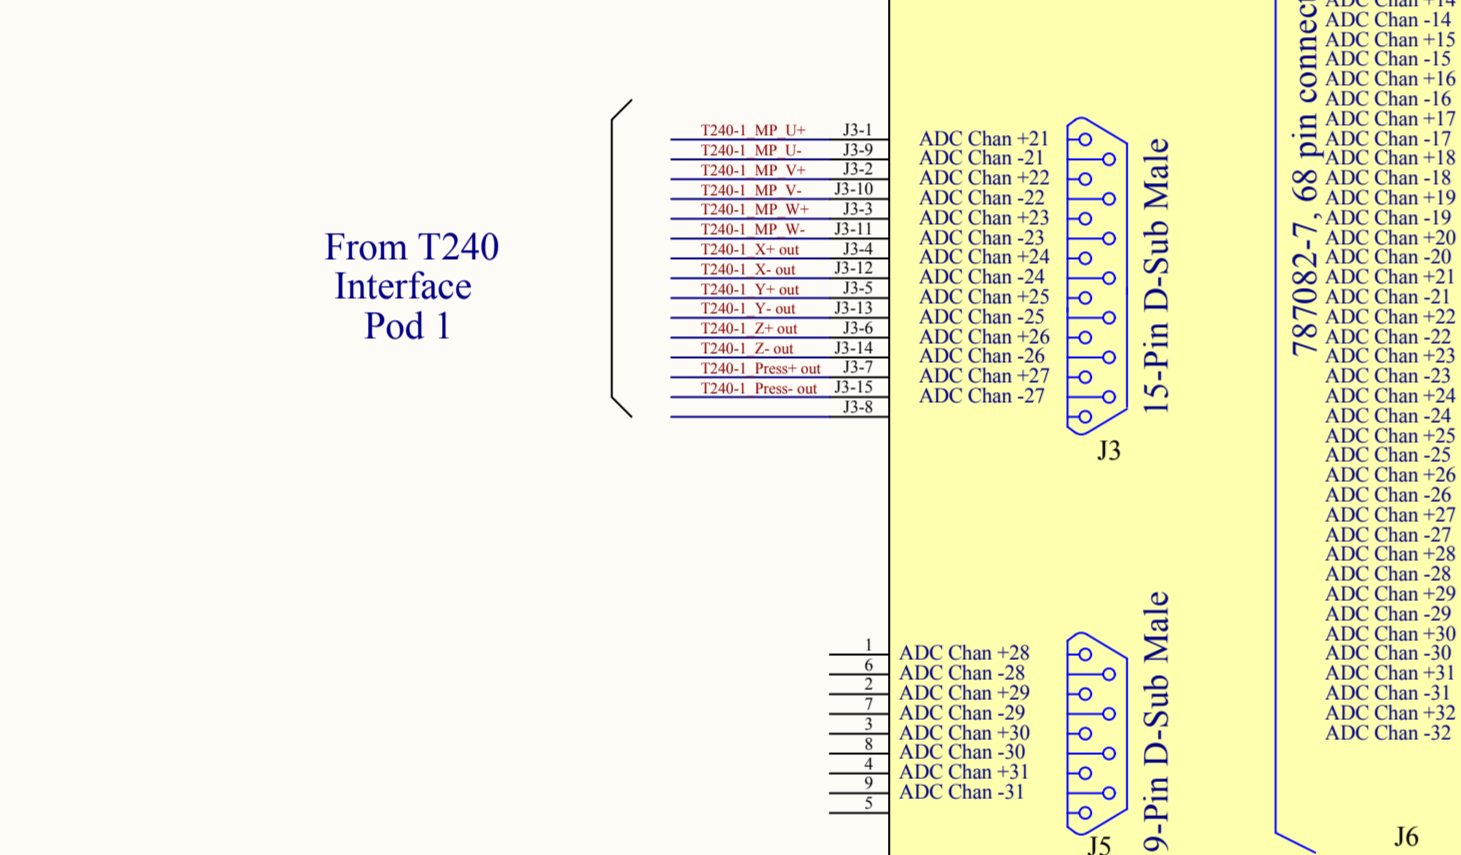 From T240
Interface
Pod 1
T240-1_MP_U+ J3-1
T240-1_MP_U- J3-9
T240-1_MP_V+ J3-2
T240-1_MP_V- J3-10
T240-1_MP_W+ J3-3
T240-1_MP_W- J3-11
T240-1_X+ out J3-4
T240-1_X- out J3-12
T240-1_Y+ out J3-5
T240-1_Y- out J3-13
T240-1_Z+ out J3-6
T240-1_Z- out J3-14
T240-1_Press+ out J3-7
T240-1_Press- out J3-15
J3-8
ADC Chan +21
ADC Chan -21
ADC Chan +22
ADC Chan -22
ADC Chan +23
ADC Chan -23
ADC Chan +24
ADC Chan -24
ADC Chan +25
ADC Chan -25
ADC Chan +26
ADC Chan -26
ADC Chan +27
ADC Chan -27
15-Pin D-Sub Male
J3
1
6
2
7
3
8
4
9
5
ADC Chan +28
ADC Chan -28
ADC Chan +29
ADC Chan -29
ADC Chan +30
ADC Chan -30
ADC Chan +31
ADC Chan -31
9-Pin D-Sub Male
J5
787082-7, 68 pin connect
ADC Chan +14
ADC Chan -14
ADC Chan +15
ADC Chan -15
ADC Chan +16
ADC Chan -16
ADC Chan +17
ADC Chan -17
ADC Chan +18
ADC Chan -18
ADC Chan +19
ADC Chan -19
ADC Chan +20
ADC Chan -20
ADC Chan +21
ADC Chan -21
ADC Chan +22
ADC Chan -22
ADC Chan +23
ADC Chan -23
ADC Chan +24
ADC Chan -24
ADC Chan +25
ADC Chan -25
ADC Chan +26
ADC Chan -26
ADC Chan +27
ADC Chan -27
ADC Chan +28
ADC Chan -28
ADC Chan +29
ADC Chan -29
ADC Chan +30
ADC Chan -30
ADC Chan +31
ADC Chan -31
ADC Chan +32
ADC Chan -32
J6